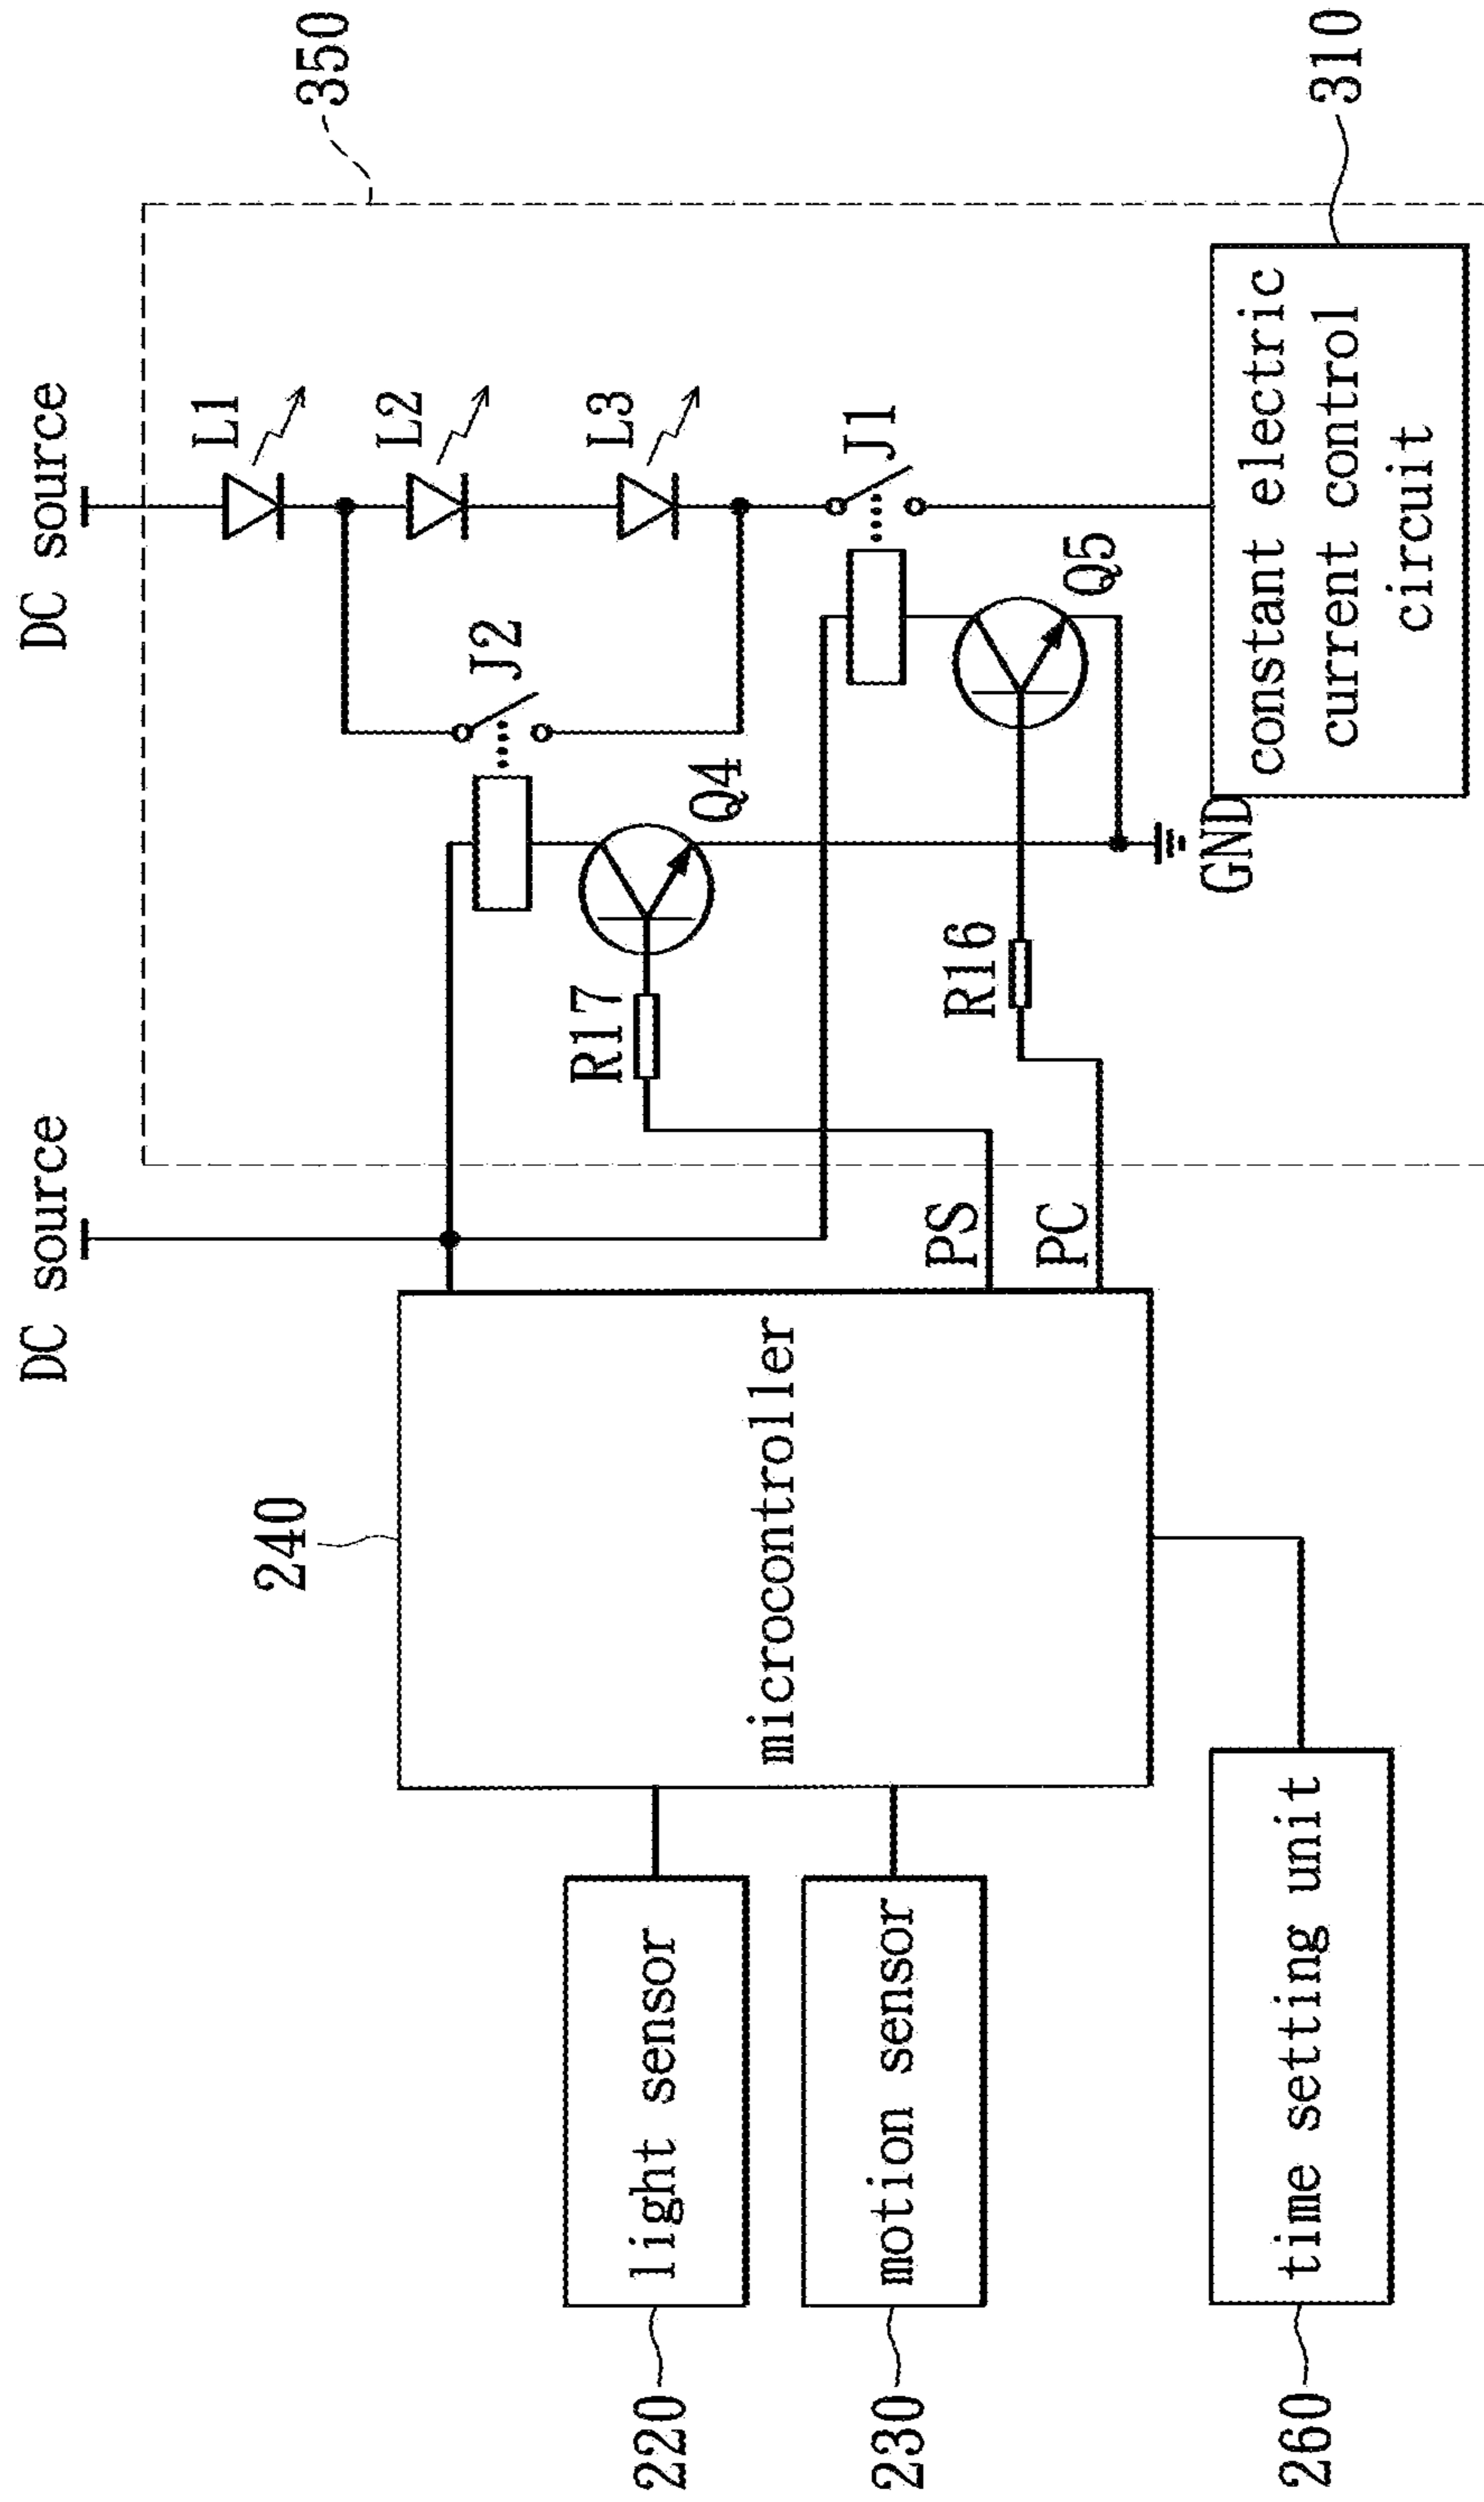 DC source
DC source
350
L1
L2
L3
J2
J1
Q4
Q5
R17
R16
GND
PS
PC
240
microcontroller
constant electric
current control
circuit
310
220
light sensor
230
motion sensor
260
time setting unit